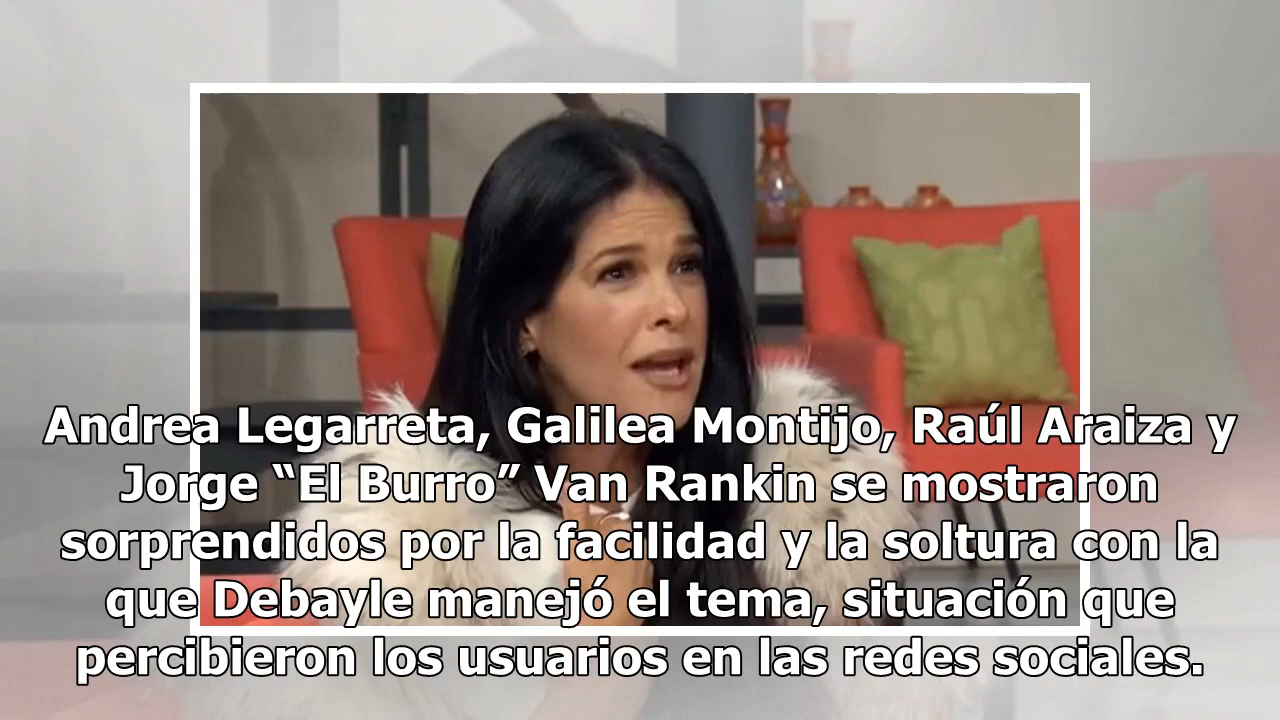 Andrea Legarreta, Galilea Montijo, Raúl Araiza y
Jorge “El Burro” Van Rankin se mostraron
sorprendidos por la facilidad y la soltura con la
que Debayle manejó el tema, situación que
percibieron los usuarios en las redes sociales.